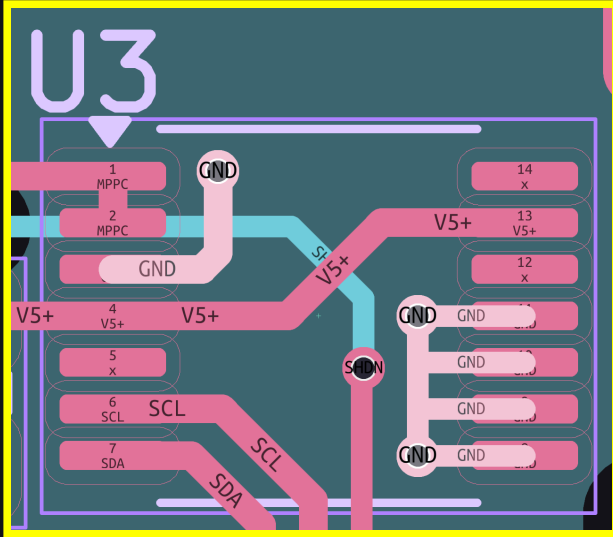 U3
1
MPPC
GND
14
x
2
MPPC
V5+
13
V5+
SH
V5+
GND
12
x
V5+
4
V5+
V5+
GND
GND
5
x
SHDN
GND
6
SCL
SCL
GND
SCL
7
SDA
SDA
GND
GND